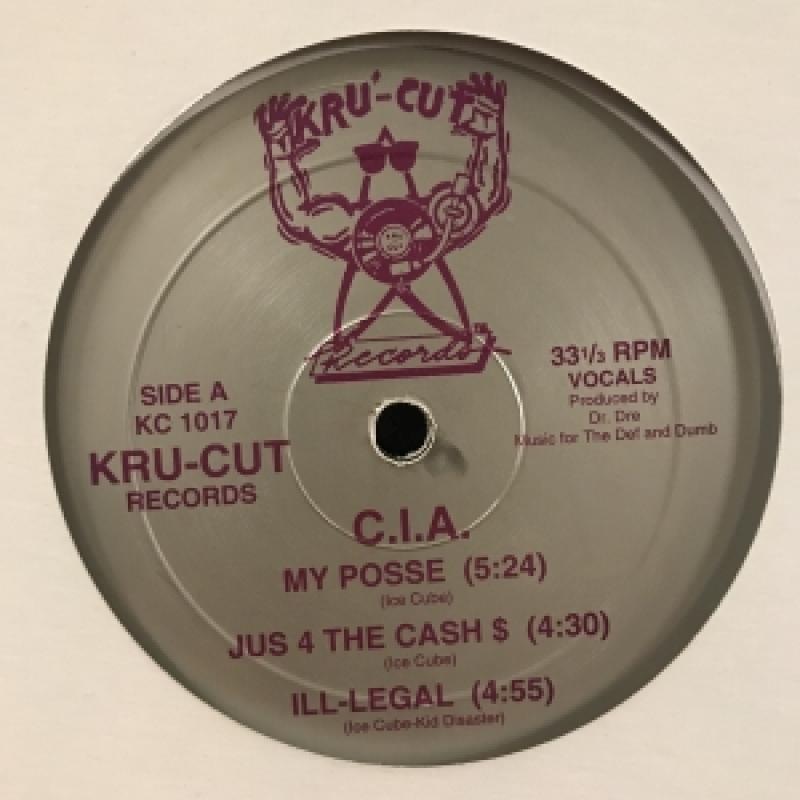 KRU-CUT
Records
SIDE A
KC 1017
KRU-CUT
RECORDS
33 1/3 RPM
VOCALS
Produced by
Dr. Dre
Music for The Def and Dumb
C.I.A.
MY POSSE (5:24)
(Ice Cube)
JUS 4 THE CASH $ (4:30)
(Ice Cube)
ILL-LEGAL (4:55)
(Ice Cube-Kid Disaster)